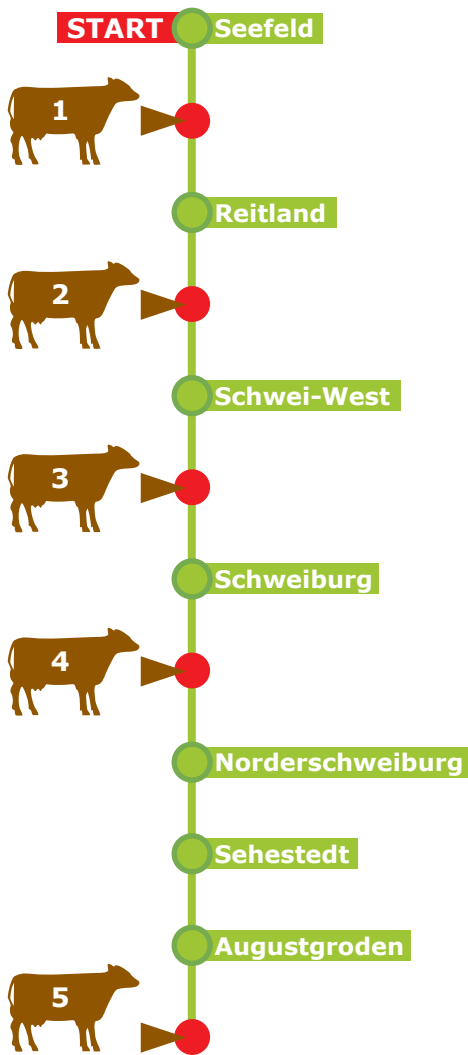 START Seefeld
1
Reitland
2
Schwei-West
3
Schweiburg
4
Norderschweiburg
Sehestedt
Augustgroden
5